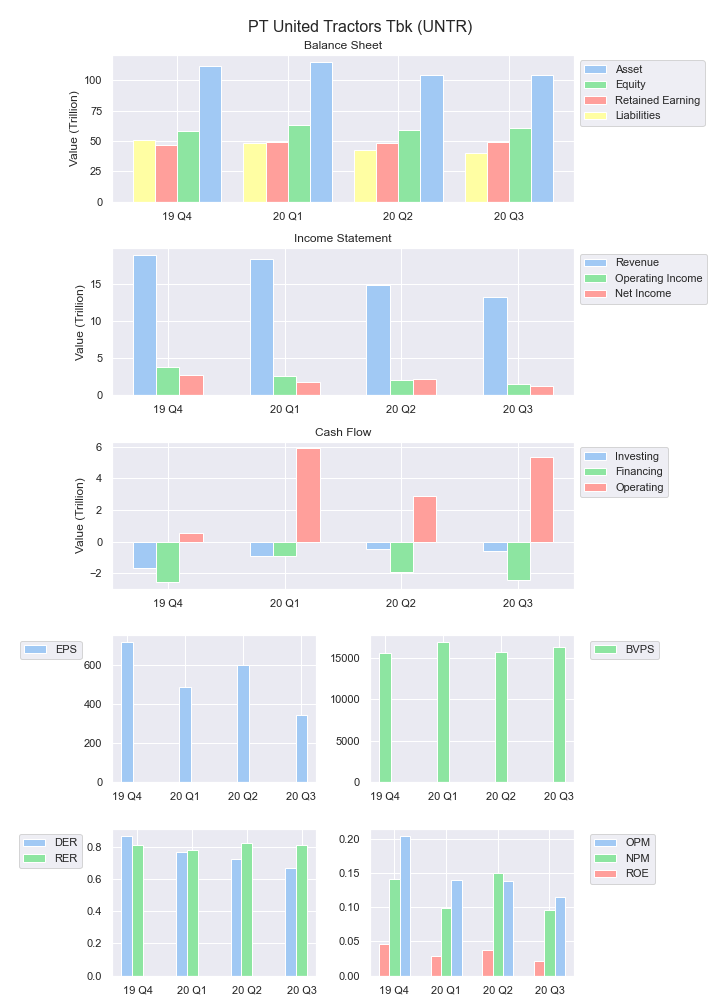 PT United Tractors Tbk (UNTR)
Balance Sheet
Value (Trillion)
100
75
50
25
0
19 Q4
20 Q1
20 Q2
20 Q3
Asset
Equity
Retained Earning
Liabilities
Income Statement
Value (Trillion)
15
10
5
0
19 Q4
20 Q1
20 Q2
20 Q3
Revenue
Operating Income
Net Income
Cash Flow
Value (Trillion)
6
4
2
0
−2
19 Q4
20 Q1
20 Q2
20 Q3
Investing
Financing
Operating
EPS
600
400
200
0
19 Q4
20 Q1
20 Q2
20 Q3
15000
10000
5000
0
19 Q4
20 Q1
20 Q2
20 Q3
BVPS
DER
RER
0.8
0.6
0.4
0.2
0.0
19 Q4
20 Q1
20 Q2
20 Q3
0.20
0.15
0.10
0.05
0.00
19 Q4
20 Q1
20 Q2
20 Q3
OPM
NPM
ROE